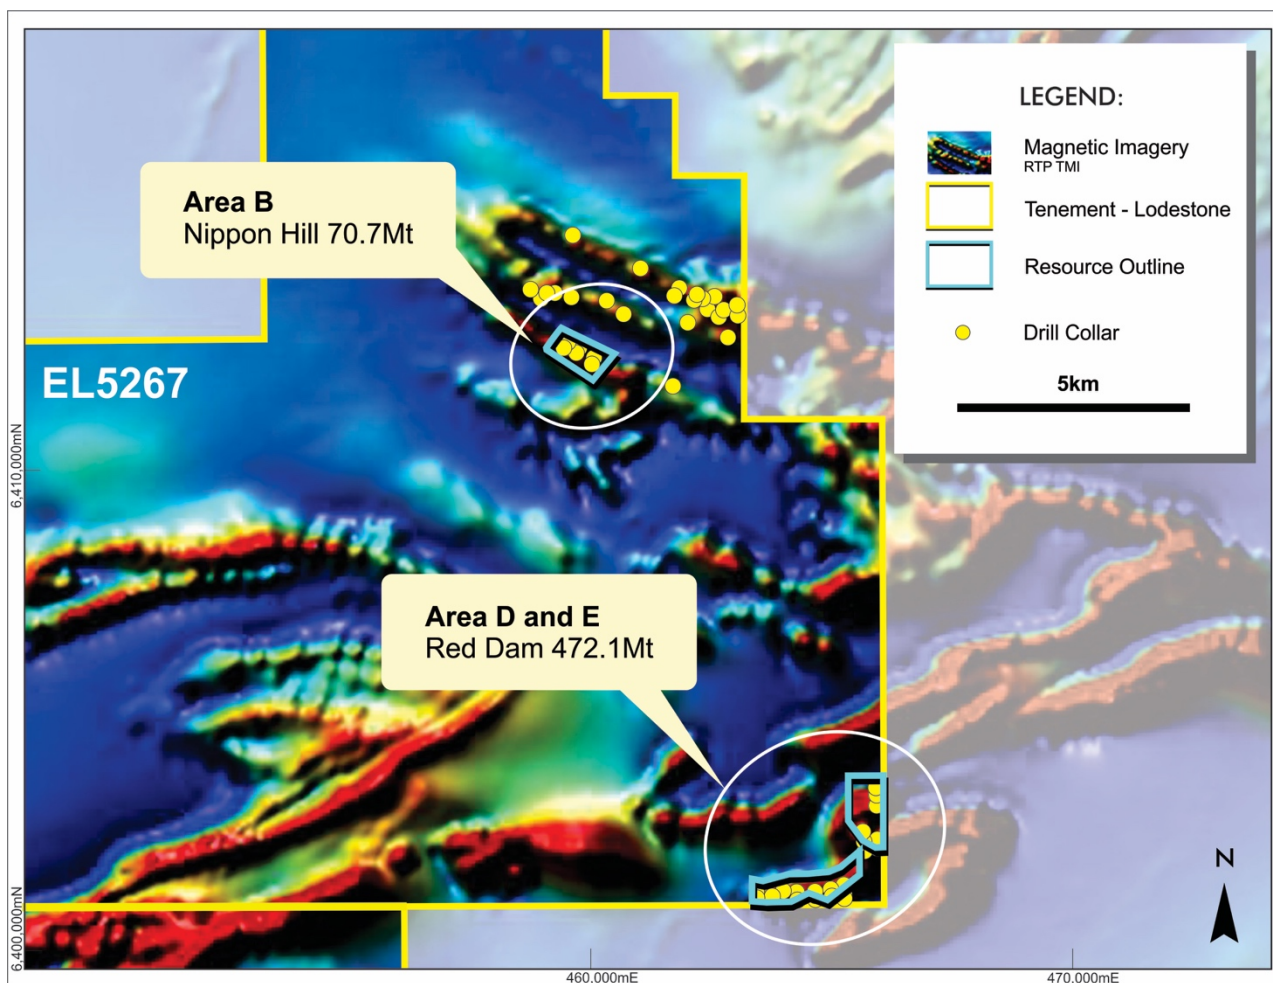 LEGEND:
Magnetic Imagery
RTP TMI
Tenement - Lodestone
Resource Outline
Drill Collar
5km
Area B
Nippon Hill 70.7Mt
EL5267
6,410,000mN
Area D and E
Red Dam 472.1Mt
N
6,400,000mN
460.000mE
470.000mE